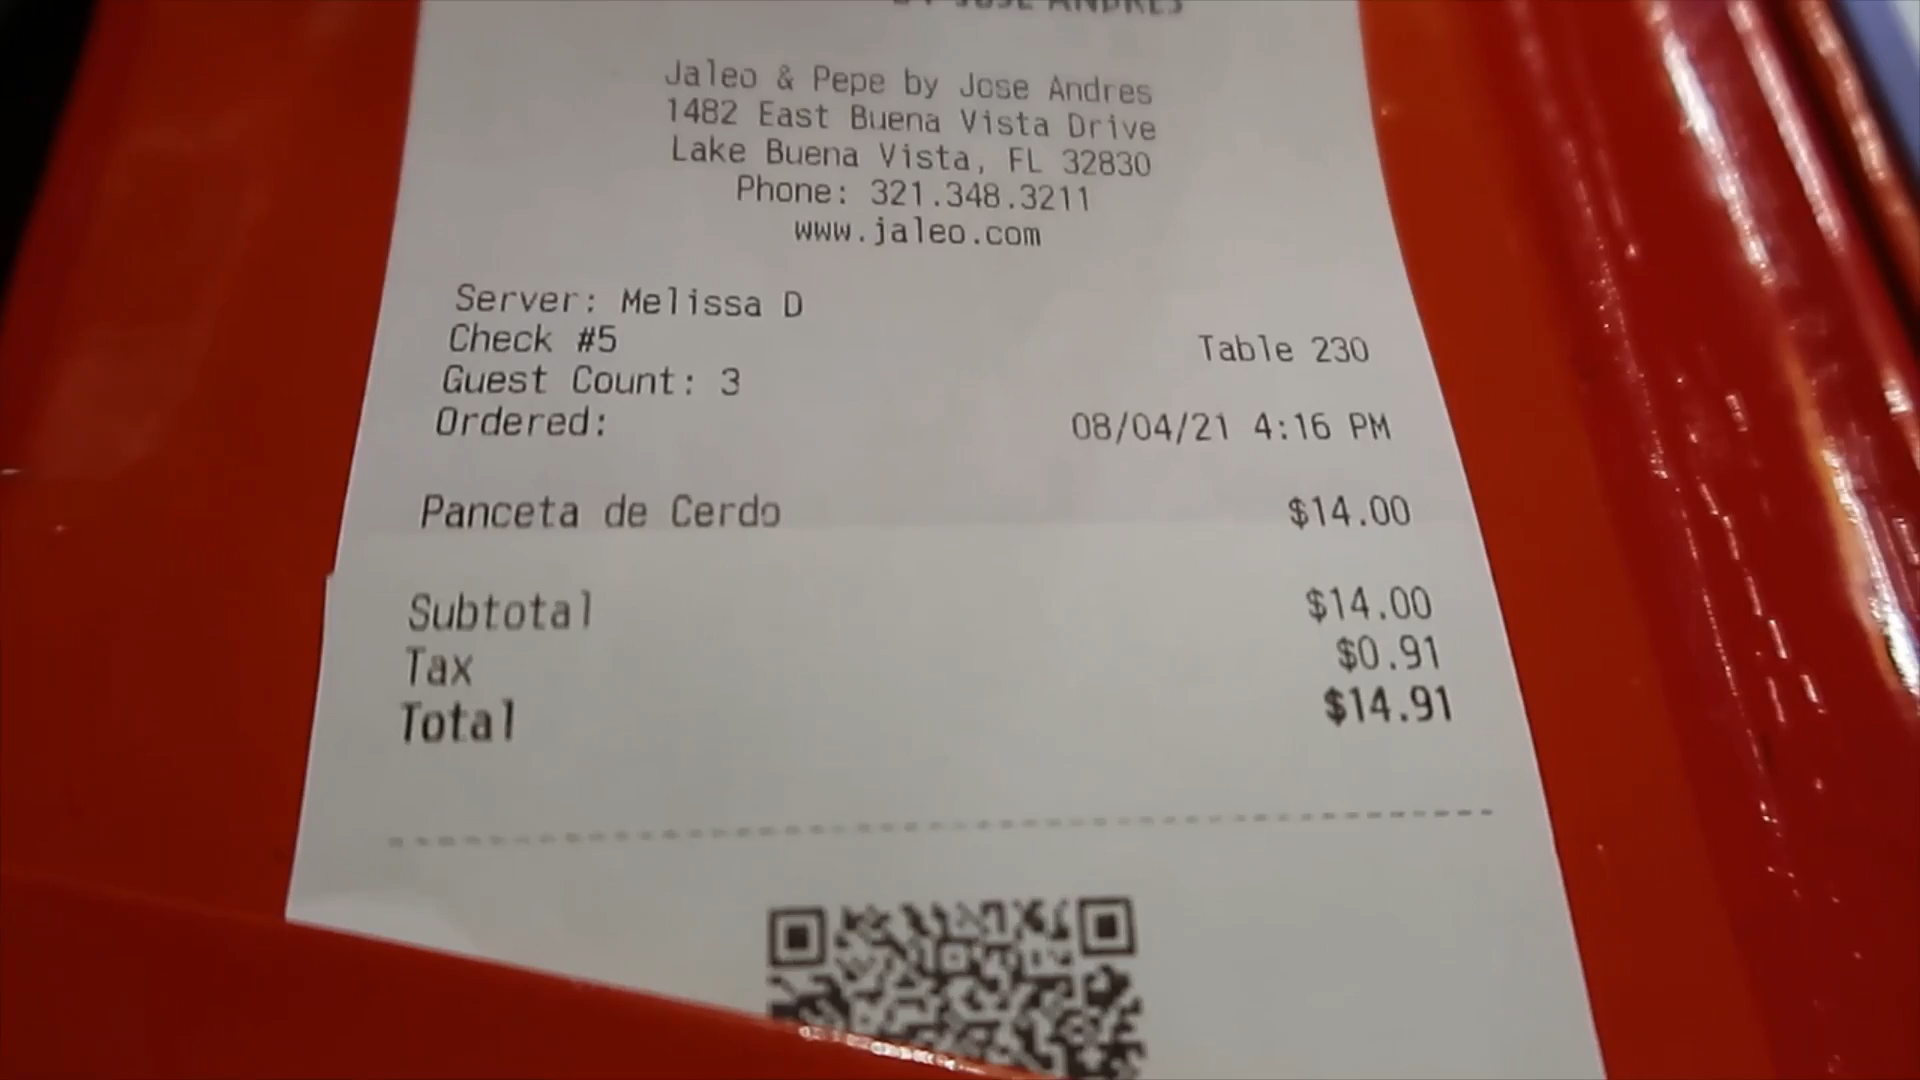 JOSE ANDRES
Jaleo & Pepe by Jose Andres
1482 East Buena Vista Drive
Lake Buena Vista, FL 32830
Phone: 321.348.3211
www.jaleo.com
Server: Melissa D
Check #5 Table 230
Guest Count: 3
Ordered: 08/04/21 4:16 PM
Panceta de Cerdo $14.00
Subtotal $14.00
Tax $0.91
Total $14.91